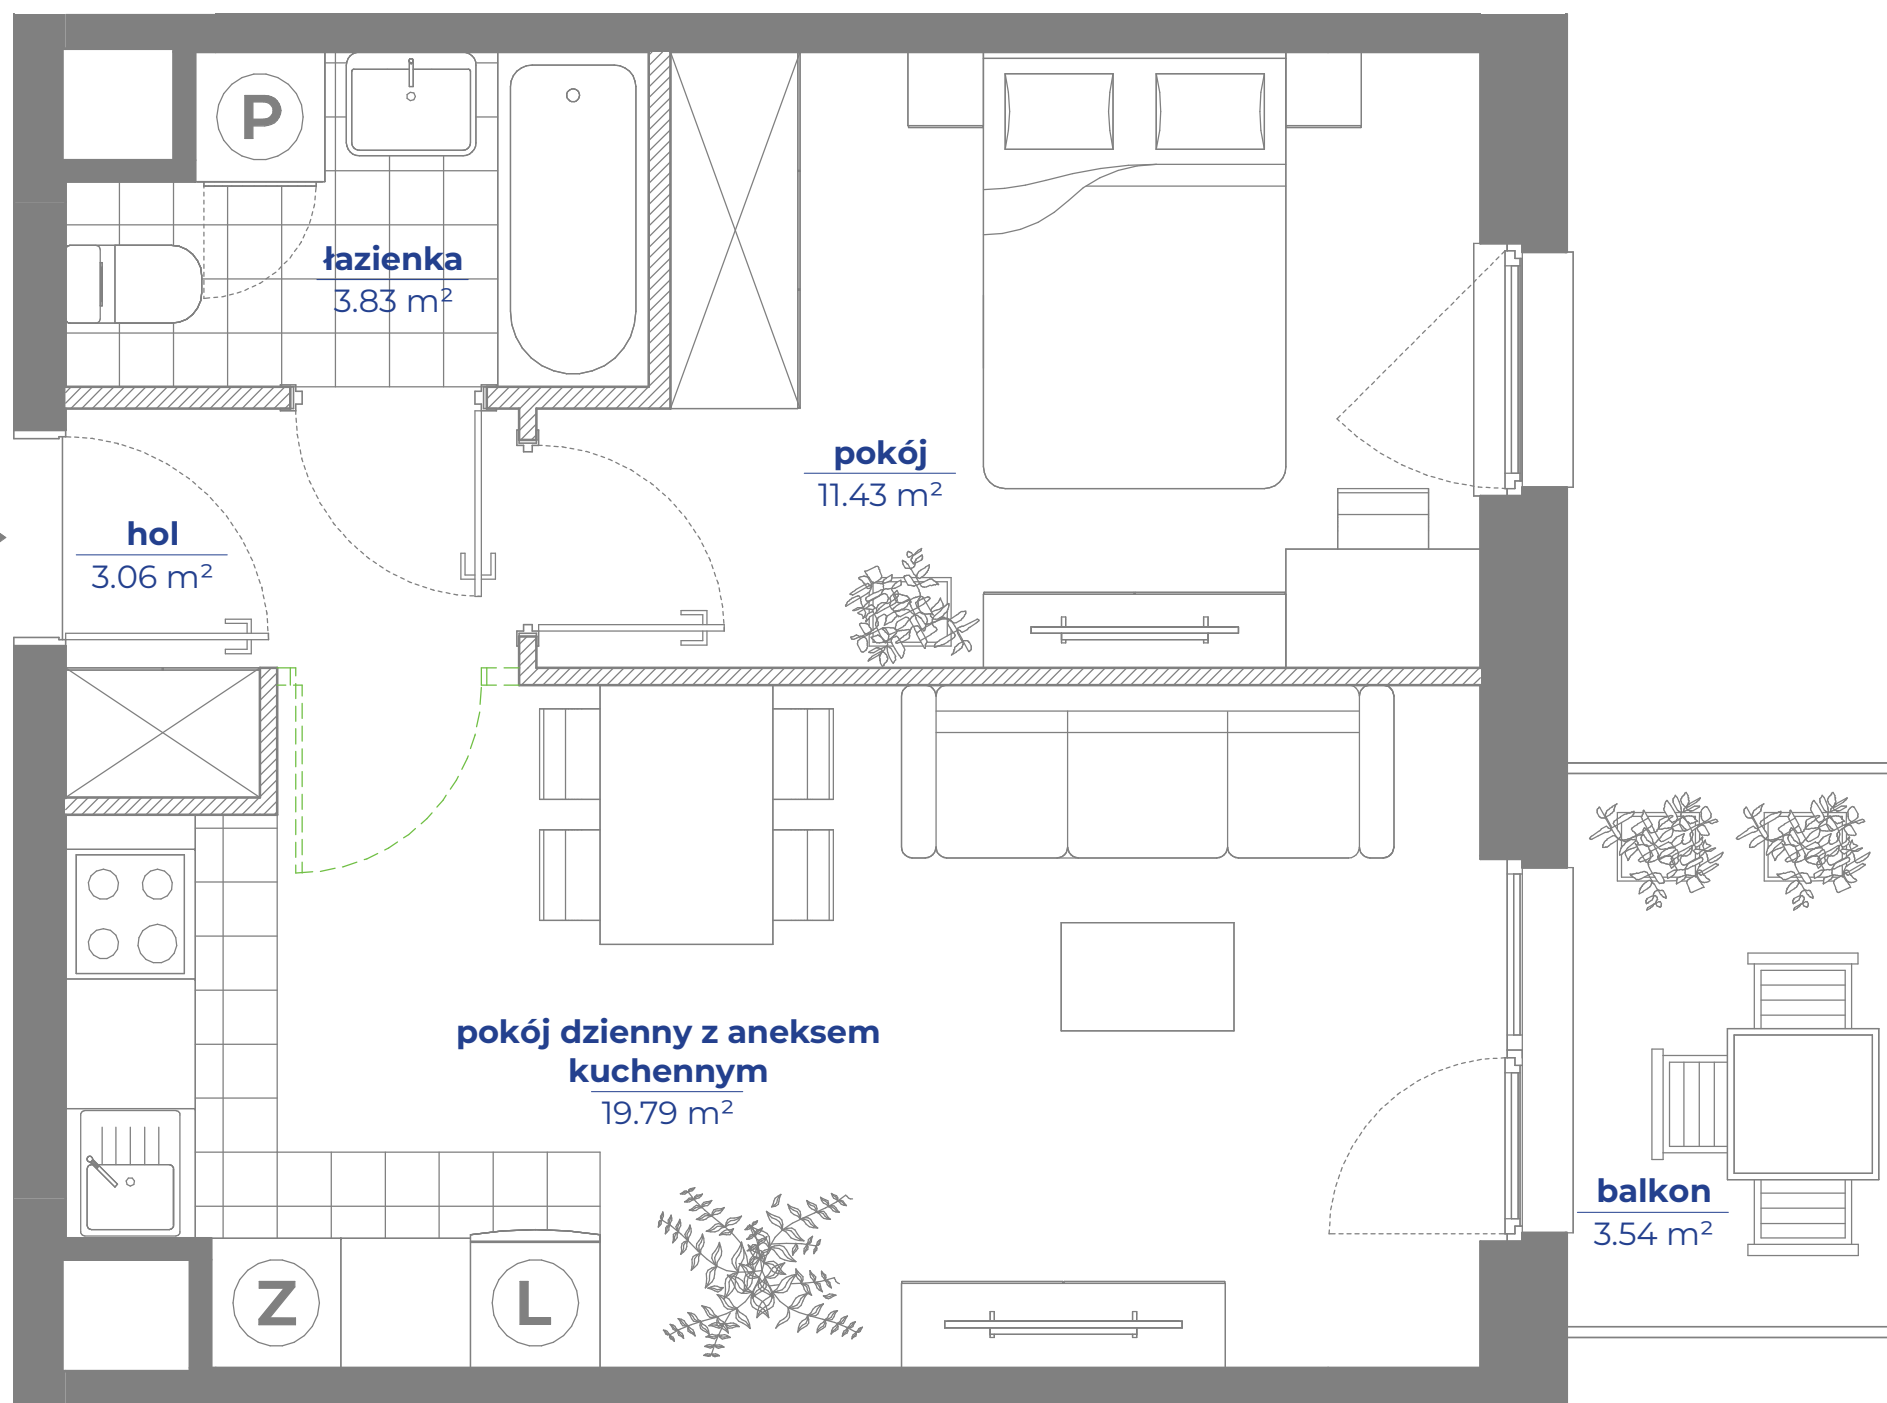 P
łazienka
3.83 m²
pokój
11.43 m²
hol
3.06 m²
pokój dzienny z aneksem
kuchennym
19.79 m²
balkon
3.54 m²
Z
L